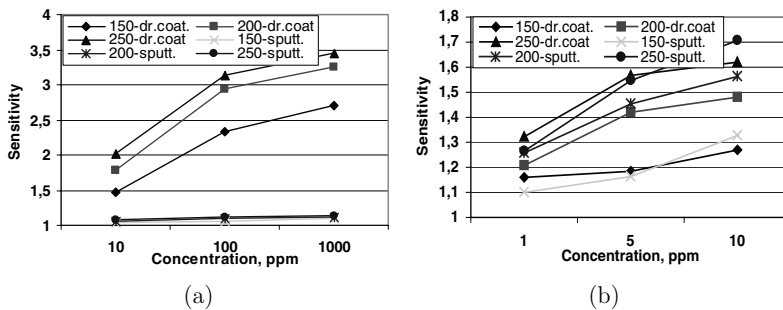 150-dr.coat. 200-dr.coat
250-dr.coat 150-sputt.
200-sputt. 250-sputt.
4
3,5
3
2,5
2
1,5
1
Sensitivity
10 100 1000
Concentration, ppm
(a)
150-dr.coat. 200-dr.coat
250-dr.coat 150-sputt.
200-sputt. 250-sputt.
1,8
1,7
1,6
1,5
1,4
1,3
1,2
1,1
1
Sensitivity
1 5 10
Concentration, ppm
(b)